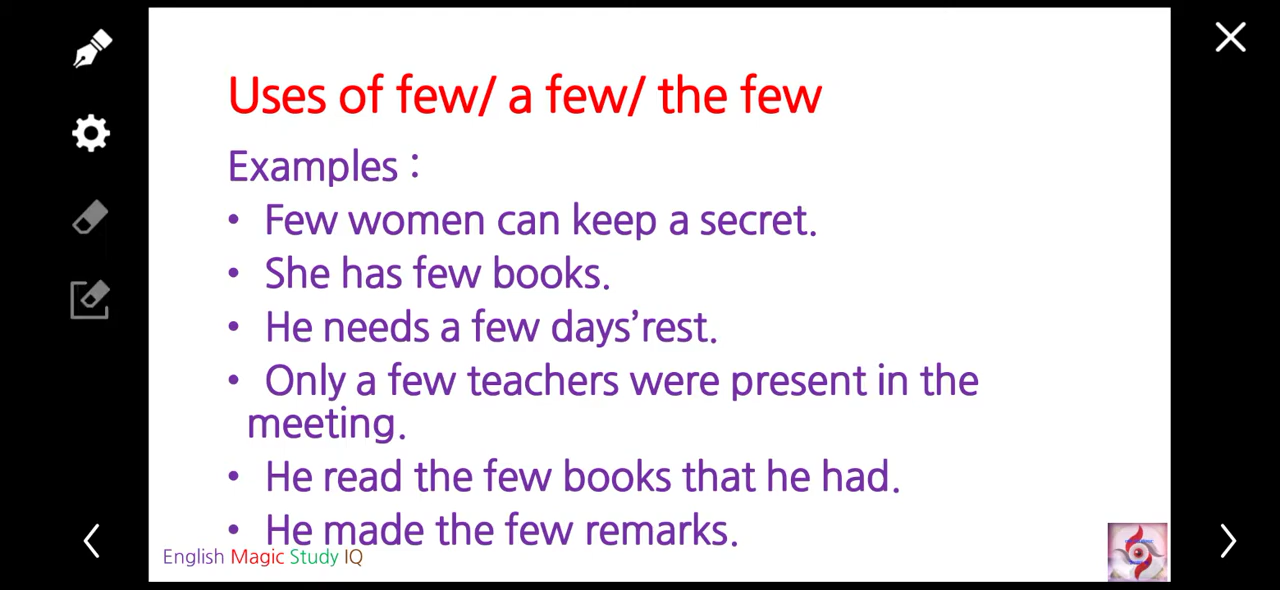 Uses of few/ a few/ the few
Examples :
• Few women can keep a secret.
• She has few books.
• He needs a few days’rest.
• Only a few teachers were present in the
meeting.
• He read the few books that he had.
• He made the few remarks.
English Magic Study IQ